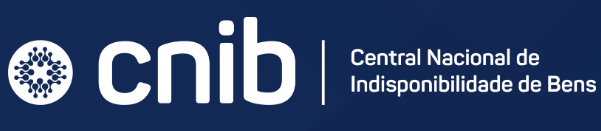 cnib
Central Nacional de
Indisponibilidade de Bens